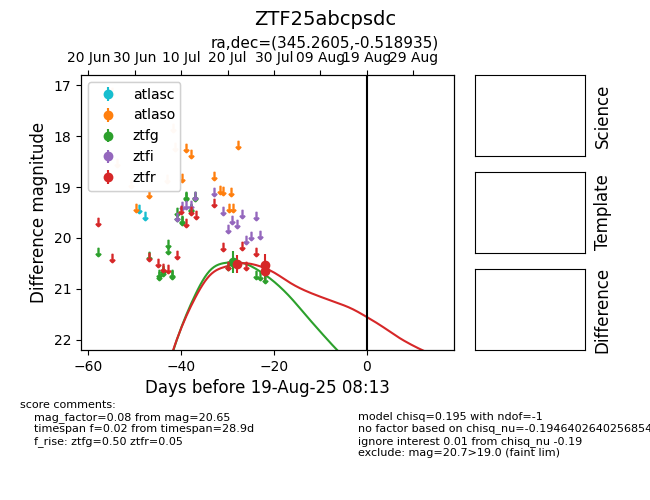 ZTF25abcpsdc
ra,dec=(345.2605,-0.518935)
20 Jun 30 Jun 10 Jul 20 Jul 30 Jul 09 Aug 19 Aug 29 Aug
17
18
19
20
21
22
Difference magnitude
atlasc
atlaso
ztfg
ztfi
ztfr
−60 −40 −20 0
Days before 19-Aug-25 08:13
Science
Template
Difference
score comments:
mag_factor=0.08 from mag=20.65
timespan f=0.02 from timespan=28.9d
f_rise: ztfg=0.50 ztfr=0.05
model chisq=0.195 with ndof=-1
no factor based on chisq_nu=-0.1946402640256854
ignore interest 0.01 from chisq_nu -0.19
exclude: mag=20.7>19.0 (faint lim)